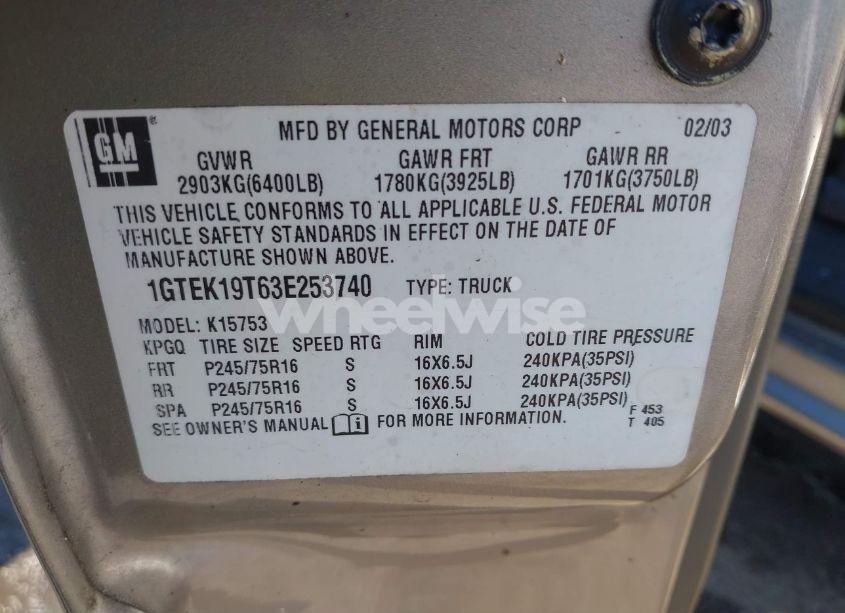 GM ®
MFD BY GENERAL MOTORS CORP 02/03
GVWR GAWR FRT GAWR RR
2903KG(6400LB) 1780KG(3925LB) 1701KG(3750LB)
THIS VEHICLE CONFORMS TO ALL APPLICABLE U.S. FEDERAL MOTOR
VEHICLE SAFETY STANDARDS IN EFFECT ON THE DATE OF
MANUFACTURE SHOWN ABOVE.
1GTEK19T63E253740 TYPE: TRUCK
wheelwise
MODEL: K15753
KPGQ TIRE SIZE SPEED RTG RIM COLD TIRE PRESSURE
FRT P245/75R16 S 16X6.5J 240KPA(35PSI)
RR P245/75R16 S 16X6.5J 240KPA(35PSI)
SPA P245/75R16 S 16X6.5J 240KPA(35PSI)
SEE OWNER'S MANUAL i FOR MORE INFORMATION.
F 453
T 405